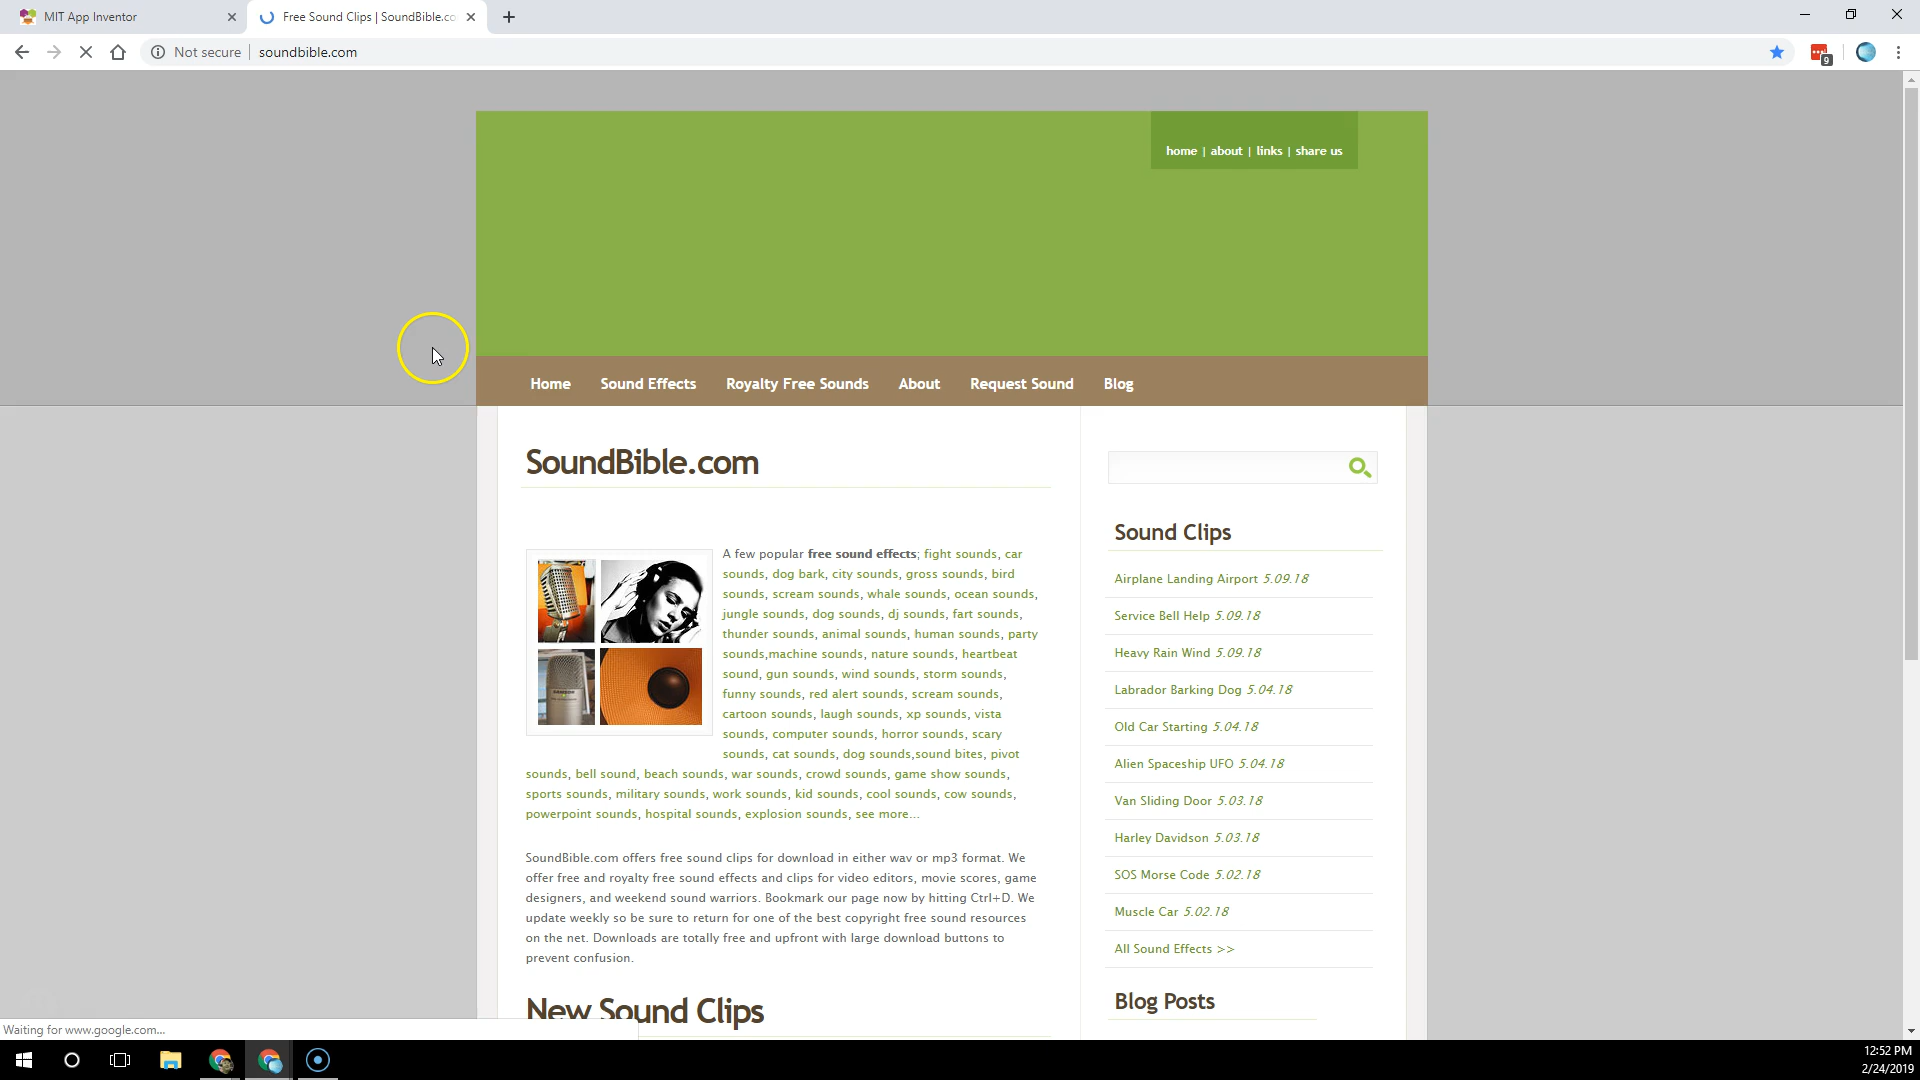 MIT App Inventor
Free Sound Clips | SoundBible.co
Not secure
soundbible.com
9
home | about | links | share us
Home
Sound Effects
Royalty Free Sounds
About
Request Sound
Blog
SoundBible.com
A few popular free sound effects; fight sounds, car
sounds, dog bark, city sounds, gross sounds, bird
sounds, scream sounds, whale sounds, ocean sounds,
jungle sounds, dog sounds, dj sounds, fart sounds,
thunder sounds, animal sounds, human sounds, party
sounds,machine sounds, nature sounds, heartbeat
sound, gun sounds, wind sounds, storm sounds,
funny sounds, red alert sounds, scream sounds,
cartoon sounds, laugh sounds, xp sounds, vista
sounds, computer sounds, horror sounds, scary
sounds, cat sounds, dog sounds,sound bites, pivot
sounds, bell sound, beach sounds, war sounds, crowd sounds, game show sounds,
sports sounds, military sounds, work sounds, kid sounds, cool sounds, cow sounds,
powerpoint sounds, hospital sounds, explosion sounds, see more...
SoundBible.com offers free sound clips for download in either wav or mp3 format. We
offer free and royalty free sound effects and clips for video editors, movie scores, game
designers, and weekend sound warriors. Bookmark our page now by hitting Ctrl+D. We
update weekly so be sure to return for one of the best copyright free sound resources
on the net. Downloads are totally free and upfront with large download buttons to
prevent confusion.
New Sound Clips
Sound Clips
Airplane Landing Airport 5.09.18
Service Bell Help 5.09.18
Heavy Rain Wind 5.09.18
Labrador Barking Dog 5.04.18
Old Car Starting 5.04.18
Alien Spaceship UFO 5.04.18
Van Sliding Door 5.03.18
Harley Davidson 5.03.18
SOS Morse Code 5.02.18
Muscle Car 5.02.18
All Sound Effects >>
Blog Posts
Waiting for www.google.com...
12:52 PM
2/24/2019